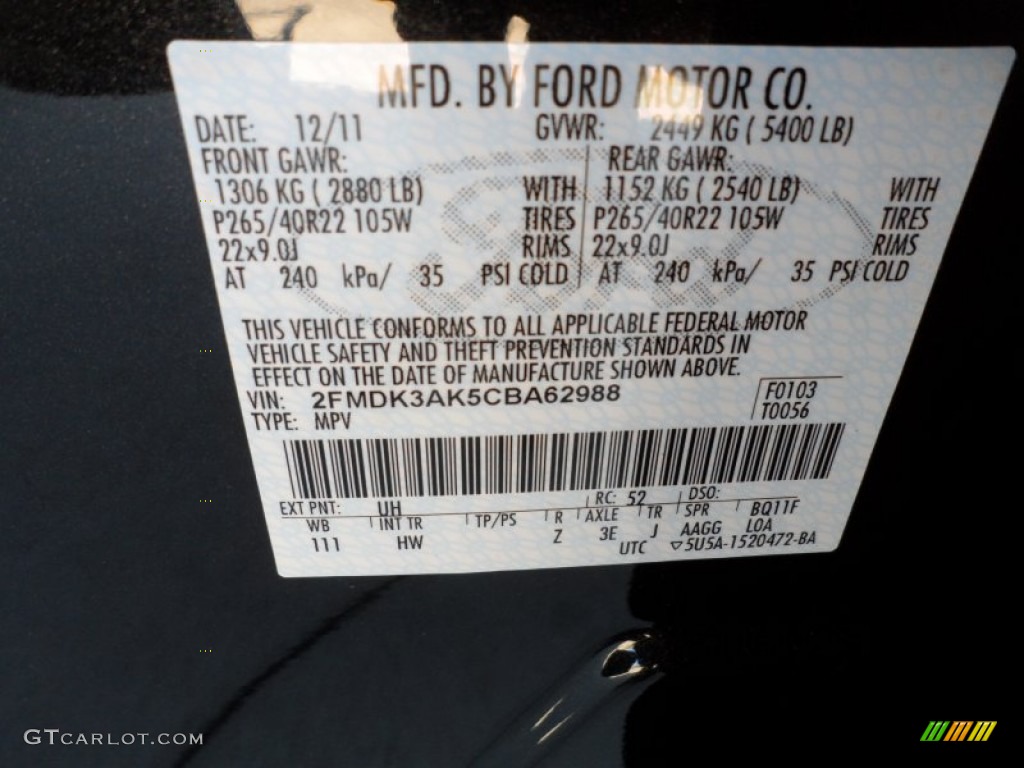 MFD. BY FORD MOTOR CO.
DATE: 12/11 GVWR: 2449 KG ( 5400 LB)
FRONT GAWR: REAR GAWR:
1306 KG ( 2880 LB) WITH 1152 KG ( 2540 LB) WITH
P265/40R22 105W TIRES P265/40R22 105W TIRES
22x9.0J RIMS 22x9.0J RIMS
AT 240 kPa/ 35 PSI COLD AT 240 kPa/ 35 PSI COLD
THIS VEHICLE CONFORMS TO ALL APPLICABLE FEDERAL MOTOR
VEHICLE SAFETY AND THEFT PREVENTION STANDARDS IN
EFFECT ON THE DATE OF MANUFACTURE SHOWN ABOVE.
VIN: 2FMDK3AK5CBA62988 F0103
TYPE: MPV T0056
EXT PNT: UH RC: 52 DSO:
WB INT TR TP/PS R AXLE TR SPR BQ11F
111 HW Z 3E J AAGG LOA
UTC ▽5U5A-1520472-BA
GTCARLOT.COM